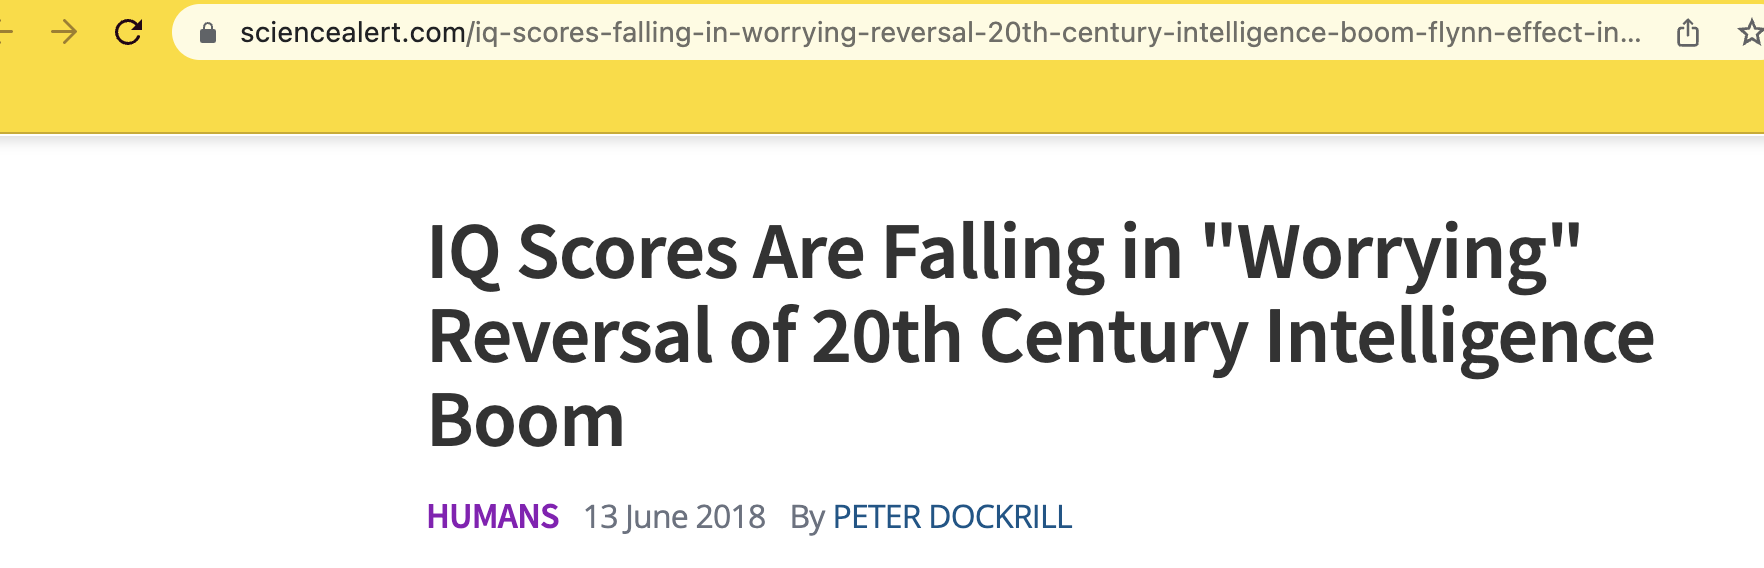 sciencealert.com/iq-scores-falling-in-worrying-reversal-20th-century-intelligence-boom-flynn-effect-in...
IQ Scores Are Falling in "Worrying"
Reversal of 20th Century Intelligence
Boom
HUMANS 13 June 2018 By PETER DOCKRILL